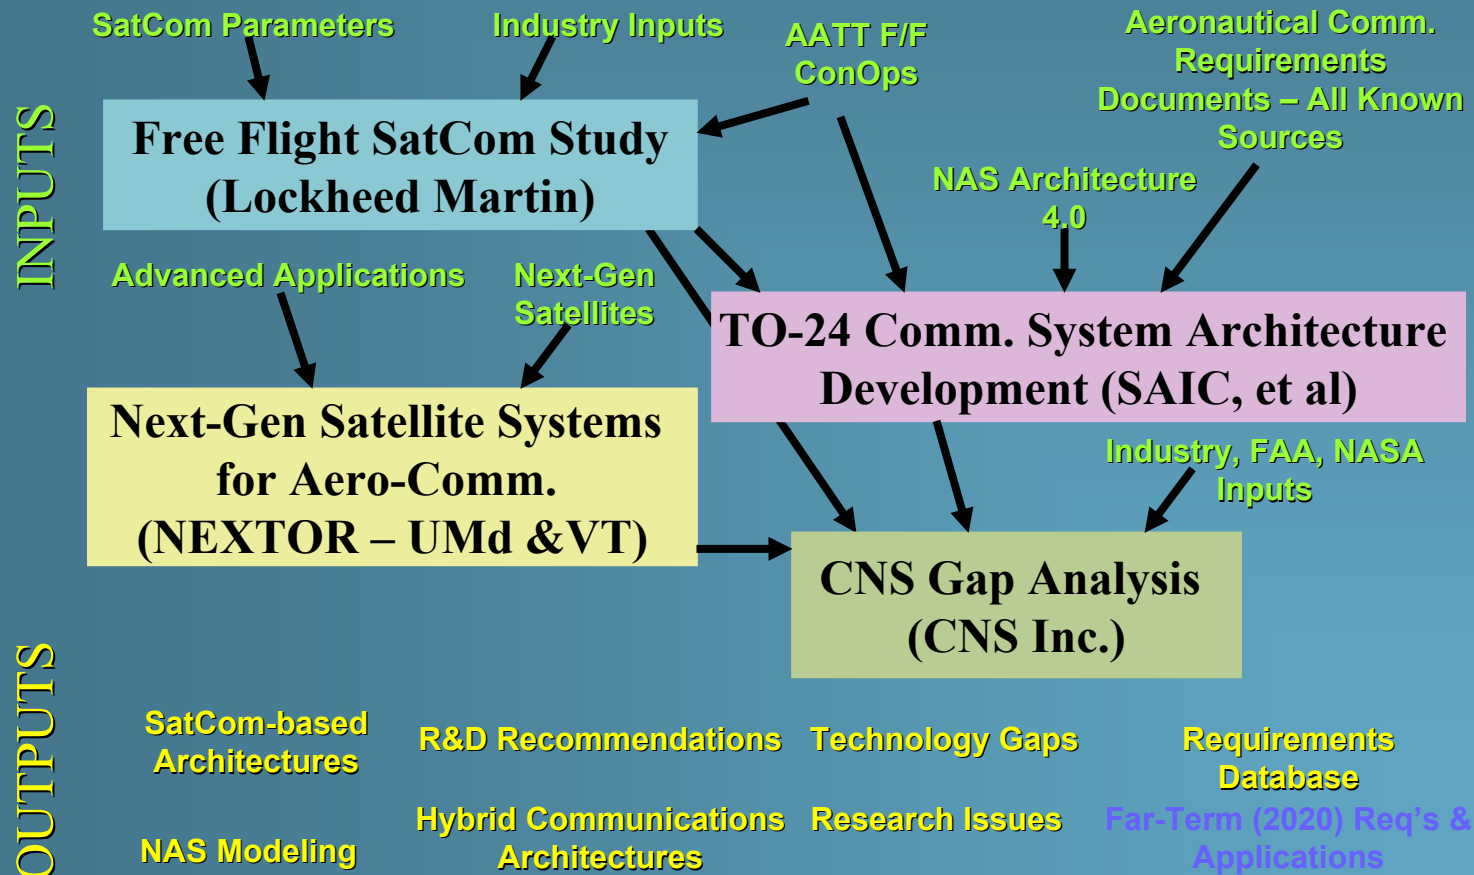 SatCom Parameters
Industry Inputs
AATT F/F
ConOps
Aeronautical Comm.
Requirements
Documents – All Known
Sources
INPUTS
Free Flight SatCom Study
(Lockheed Martin)
NAS Architecture
4.0
Advanced Applications
Next-Gen
Satellites
TO-24 Comm. System Architecture
Development (SAIC, et al)
Next-Gen Satellite Systems
for Aero-Comm.
(NEXTOR – UMd &VT)
Industry, FAA, NASA
Inputs
CNS Gap Analysis
(CNS Inc.)
OUTPUTS
SatCom-based
Architectures
R&D Recommendations
Technology Gaps
Requirements
Database
NAS Modeling
Hybrid Communications
Architectures
Research Issues
Far-Term (2020) Req's &
Applications